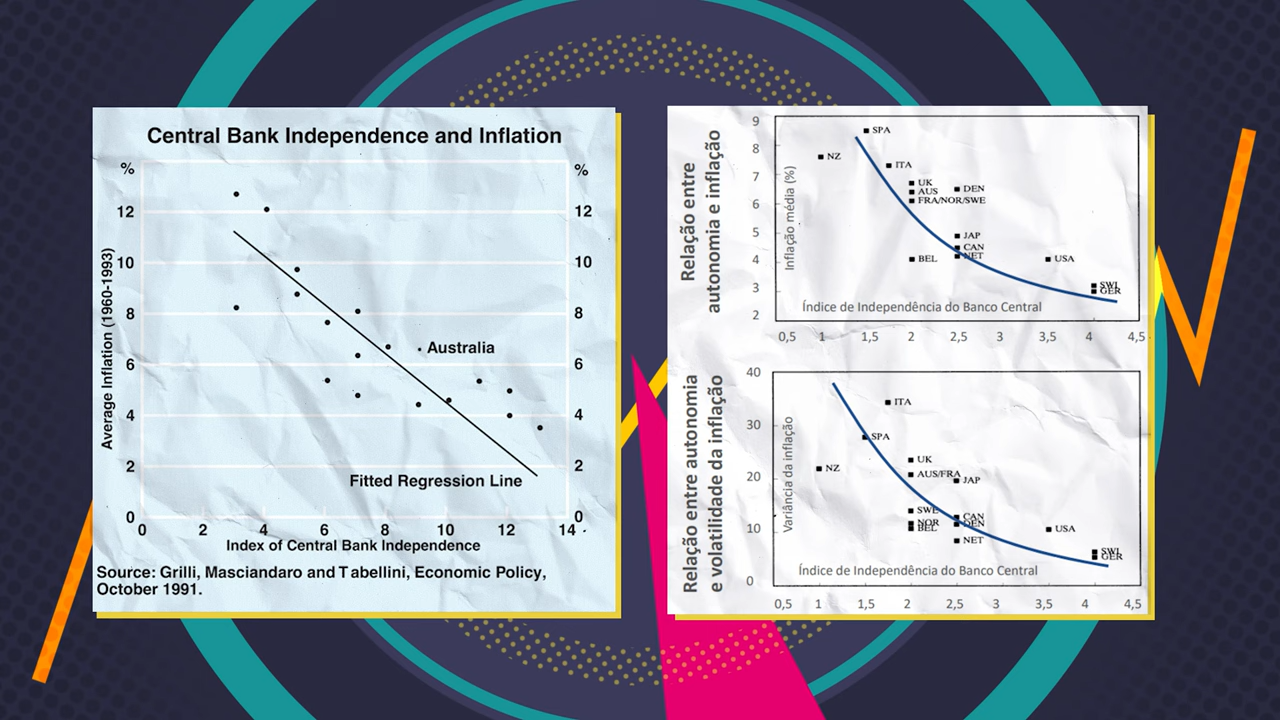 Central Bank Independence and Inflation
%
%
12
12
10
10
8
8
6
6
4
4
2
2
0
0
Average Inflation (1960-1993)
Australia
Fitted Regression Line
0 2 4 6 8 10 12 14
Index of Central Bank Independence
Source: Grilli, Masciandaro and Tabellini, Economic Policy,
October 1991.
Relação entre
autonomia e inflação
Inflação média (%)
9
8
7
6
5
4
3
2
SPA
NZ
ITA
UK
DEN
AUS
FRA/NOR/SWE
JAP
CAN
NET
BEL
USA
SWI
GER
Índice de Independência do Banco Central
0,5 1 1,5 2 2,5 3 3,5 4 4,5
Relação entre autonomia
e volatilidade da inflação
Variância da inflação
40
30
20
10
0
ITA
SPA
UK
NZ
AUS/FRA
JAP
SWE
CAN
NOR
DEN
BEL
USA
NET
SWI
GER
Índice de Independência do Banco Central
0,5 1 1,5 2 2,5 3 3,5 4 4,5